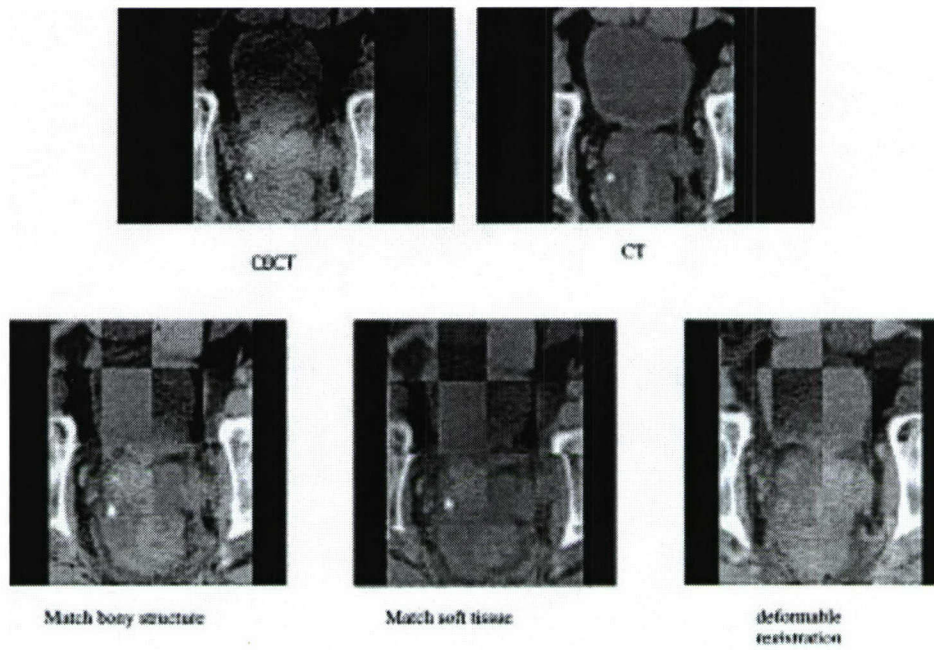 CBCT
CT
Match bony structure
Match soft tissue
deformable
registration